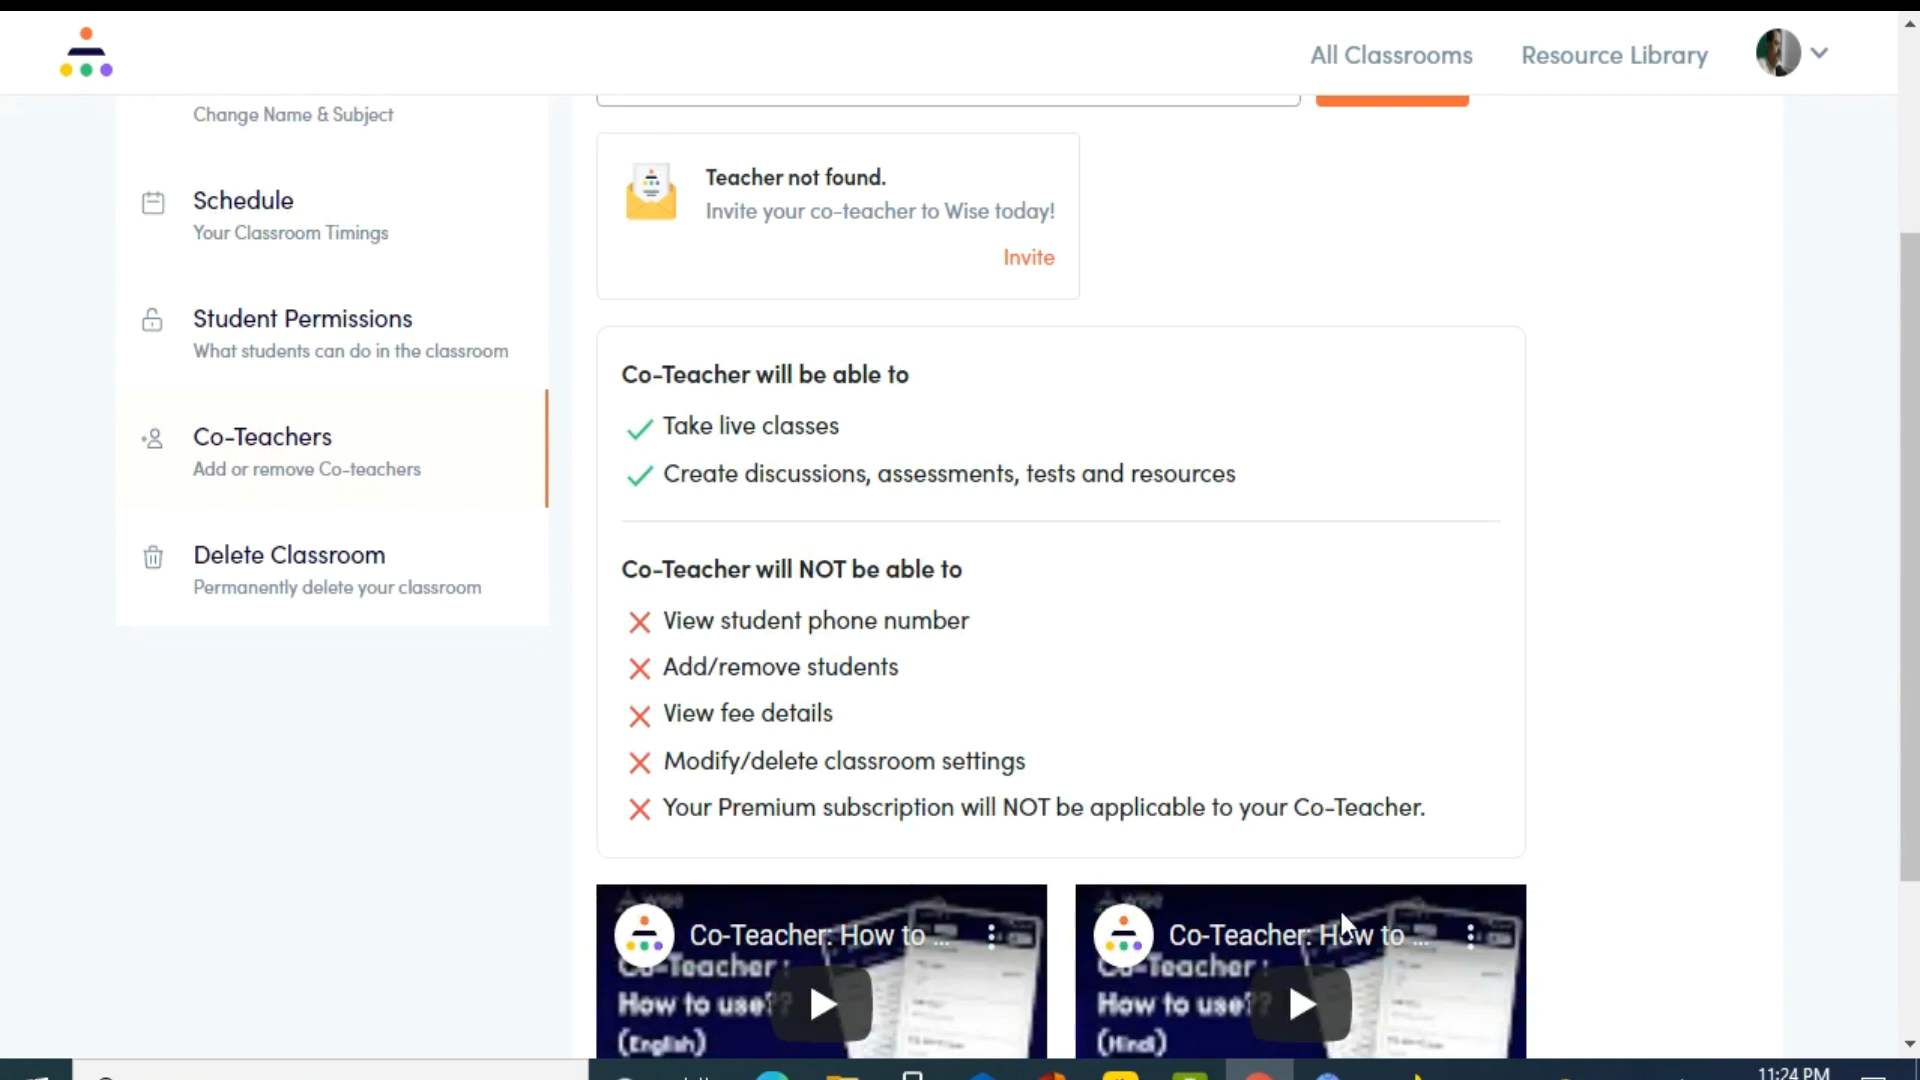 All Classrooms
Resource Library
Change Name & Subject
Schedule
Your Classroom Timings
Student Permissions
What students can do in the classroom
Co-Teachers
Add or remove Co-teachers
Delete Classroom
Permanently delete your classroom
Teacher not found.
Invite your co-teacher to Wise today!
Invite
Co-Teacher will be able to
Take live classes
Create discussions, assessments, tests and resources
Co-Teacher will NOT be able to
View student phone number
Add/remove students
View fee details
Modify/delete classroom settings
Your Premium subscription will NOT be applicable to your Co-Teacher.
Co-Teacher: How to ...
Co-Teacher :
How to use??
(English)
Co-Teacher: How to ...
Co-Teacher :
How to use??
(Hindi)
11:24 PM